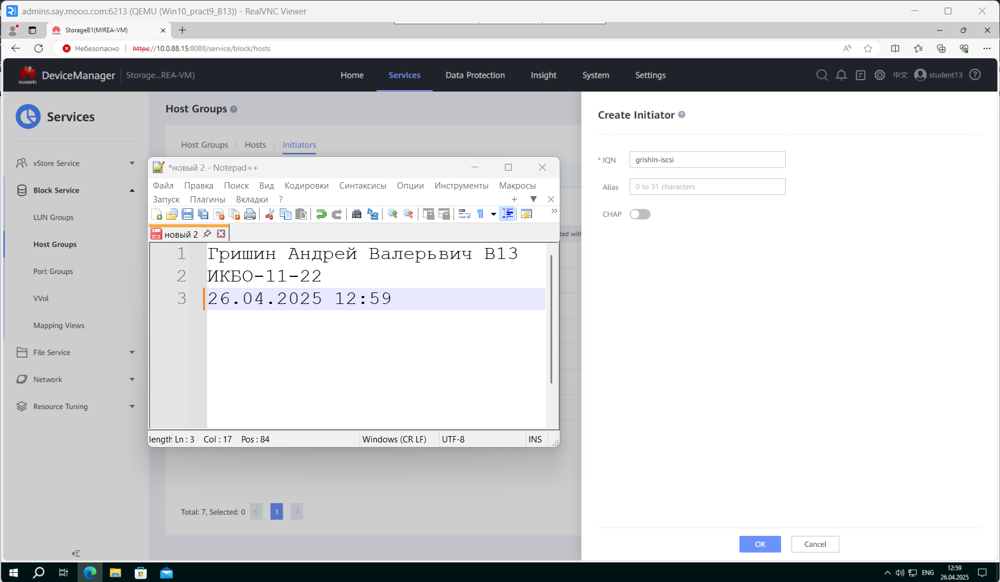 admins.say.mooo.com:6213 (QEMU (Win10_pract9_B13)) - RealVNC Viewer
StorageB1(MIREA-VM)
Небезопасно
https://10.0.88.15:8088/service/block/hosts
HUAWEI
DeviceManager
Storage...REA-VM)
Home
Services
Data Protection
Insight
System
Settings
中文
student13
Services
vStore Service
Block Service
LUN Groups
Host Groups
Port Groups
VVol
Mapping Views
File Service
Network
Resource Tuning
Host Groups
Host Groups
Hosts
Initiators
ted with
Total: 7, Selected: 0
1
*новый 2 - Notepad++
Файл Правка Поиск Вид Кодировки Синтаксисы Опции Инструменты Макросы
Запуск Плагины Вкладки ?
новый 2
1 Гришин Андрей Валерьвич В13
2 ИКБО-11-22
3 26.04.2025 12:59
length Ln : 3 Col : 17 Pos : 84
Windows (CR LF)
UTF-8
INS
Create Initiator
* IQN
grishin-iscsi
Alias
0 to 31 characters
CHAP
OK
Cancel
ENG
12:59
26.04.2025